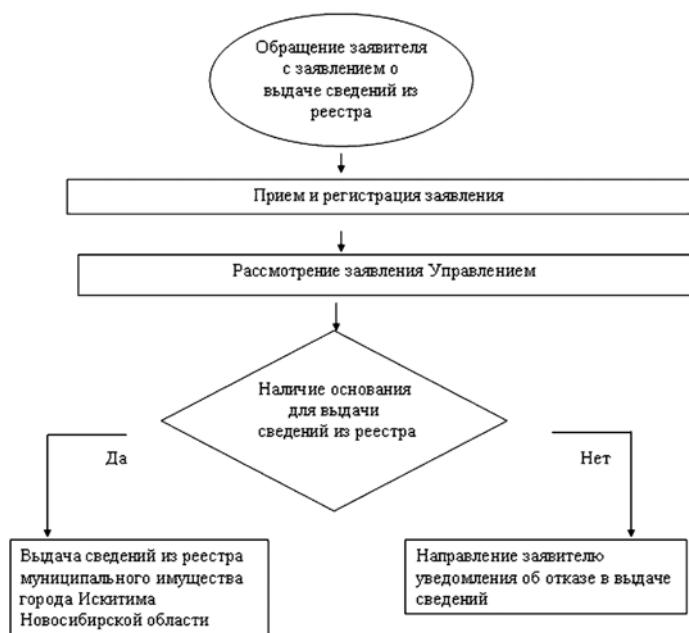 Обращение заявителя
с заявлением о
выдаче сведений из
реестра
Прием и регистрация заявления
Рассмотрение заявления Управлением
Наличие основания
для выдачи
сведений из реестра
Да
Нет
Выдача сведений из реестра
муниципального имущества
города Искитима
Новосибирской области
Направление заявителю
уведомления об отказе в выдаче
сведений